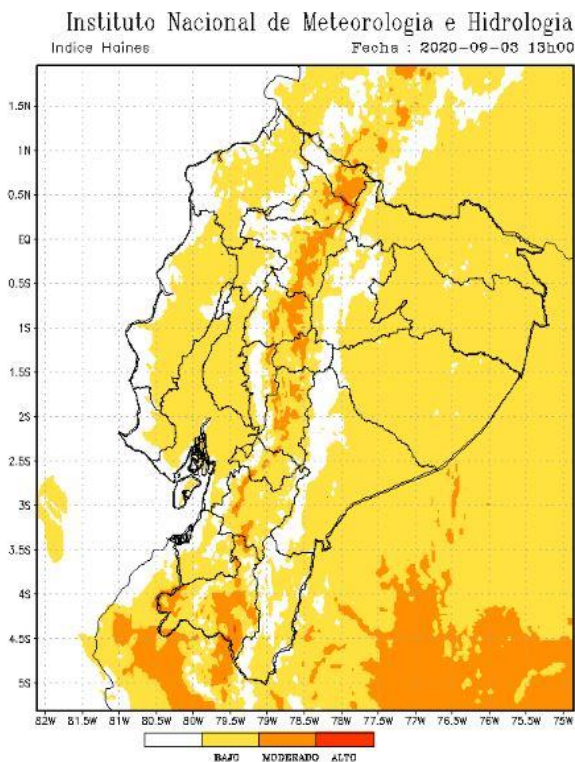 Instituto Nacional de Meteorologia e Hidrologia
Indice Haines Fecha : 2020-09-03 13h00
1.5N
1N
0.5N
EQ
0.5S
1S
1.5S
2S
2.5S
3S
3.5S
4S
4.5S
5S
82W 81.5W 81W 80.5W 80W 79.5W 79W 78.5W 78W 77.5W 77W 76.5W 76W 75.5W 75W
BAJO MODERADO ALTO